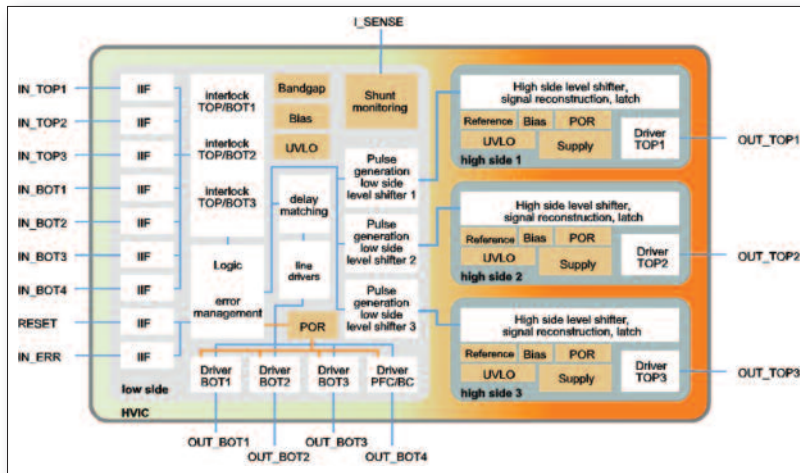 I_SENSE
IN_TOP1
IN_TOP2
IN_TOP3
IN_BOT1
IN_BOT2
IN_BOT3
IN_BOT4
RESET
IN_ERR
IIF
IIF
IIF
IIF
IIF
IIF
IIF
IIF
IIF
low side
HVIC
interlock
TOP/BOT1
interlock
TOP/BOT2
interlock
TOP/BOT3
Logic
error
management
Bandgap
Bias
UVLO
delay
matching
line
drivers
POR
Shunt
monitoring
Pulse
generation
low side
level shifter 1
Pulse
generation
low side
level shifter 2
Pulse
generation
low side
level shifter 3
Driver
BOT1
Driver
BOT2
Driver
BOT3
Driver
PFC/BC
OUT_BOT1
OUT_BOT2
OUT_BOT3
OUT_BOT4
High side level shifter,
signal reconstruction, latch
Reference
Bias
POR
UVLO
Supply
Driver
TOP1
high side 1
OUT_TOP1
High side level shifter,
signal reconstruction, latch
Reference
Bias
POR
UVLO
Supply
Driver
TOP2
high side 2
OUT_TOP2
High side level shifter,
signal reconstruction, latch
Reference
Bias
POR
UVLO
Supply
Driver
TOP3
high side 3
OUT_TOP3